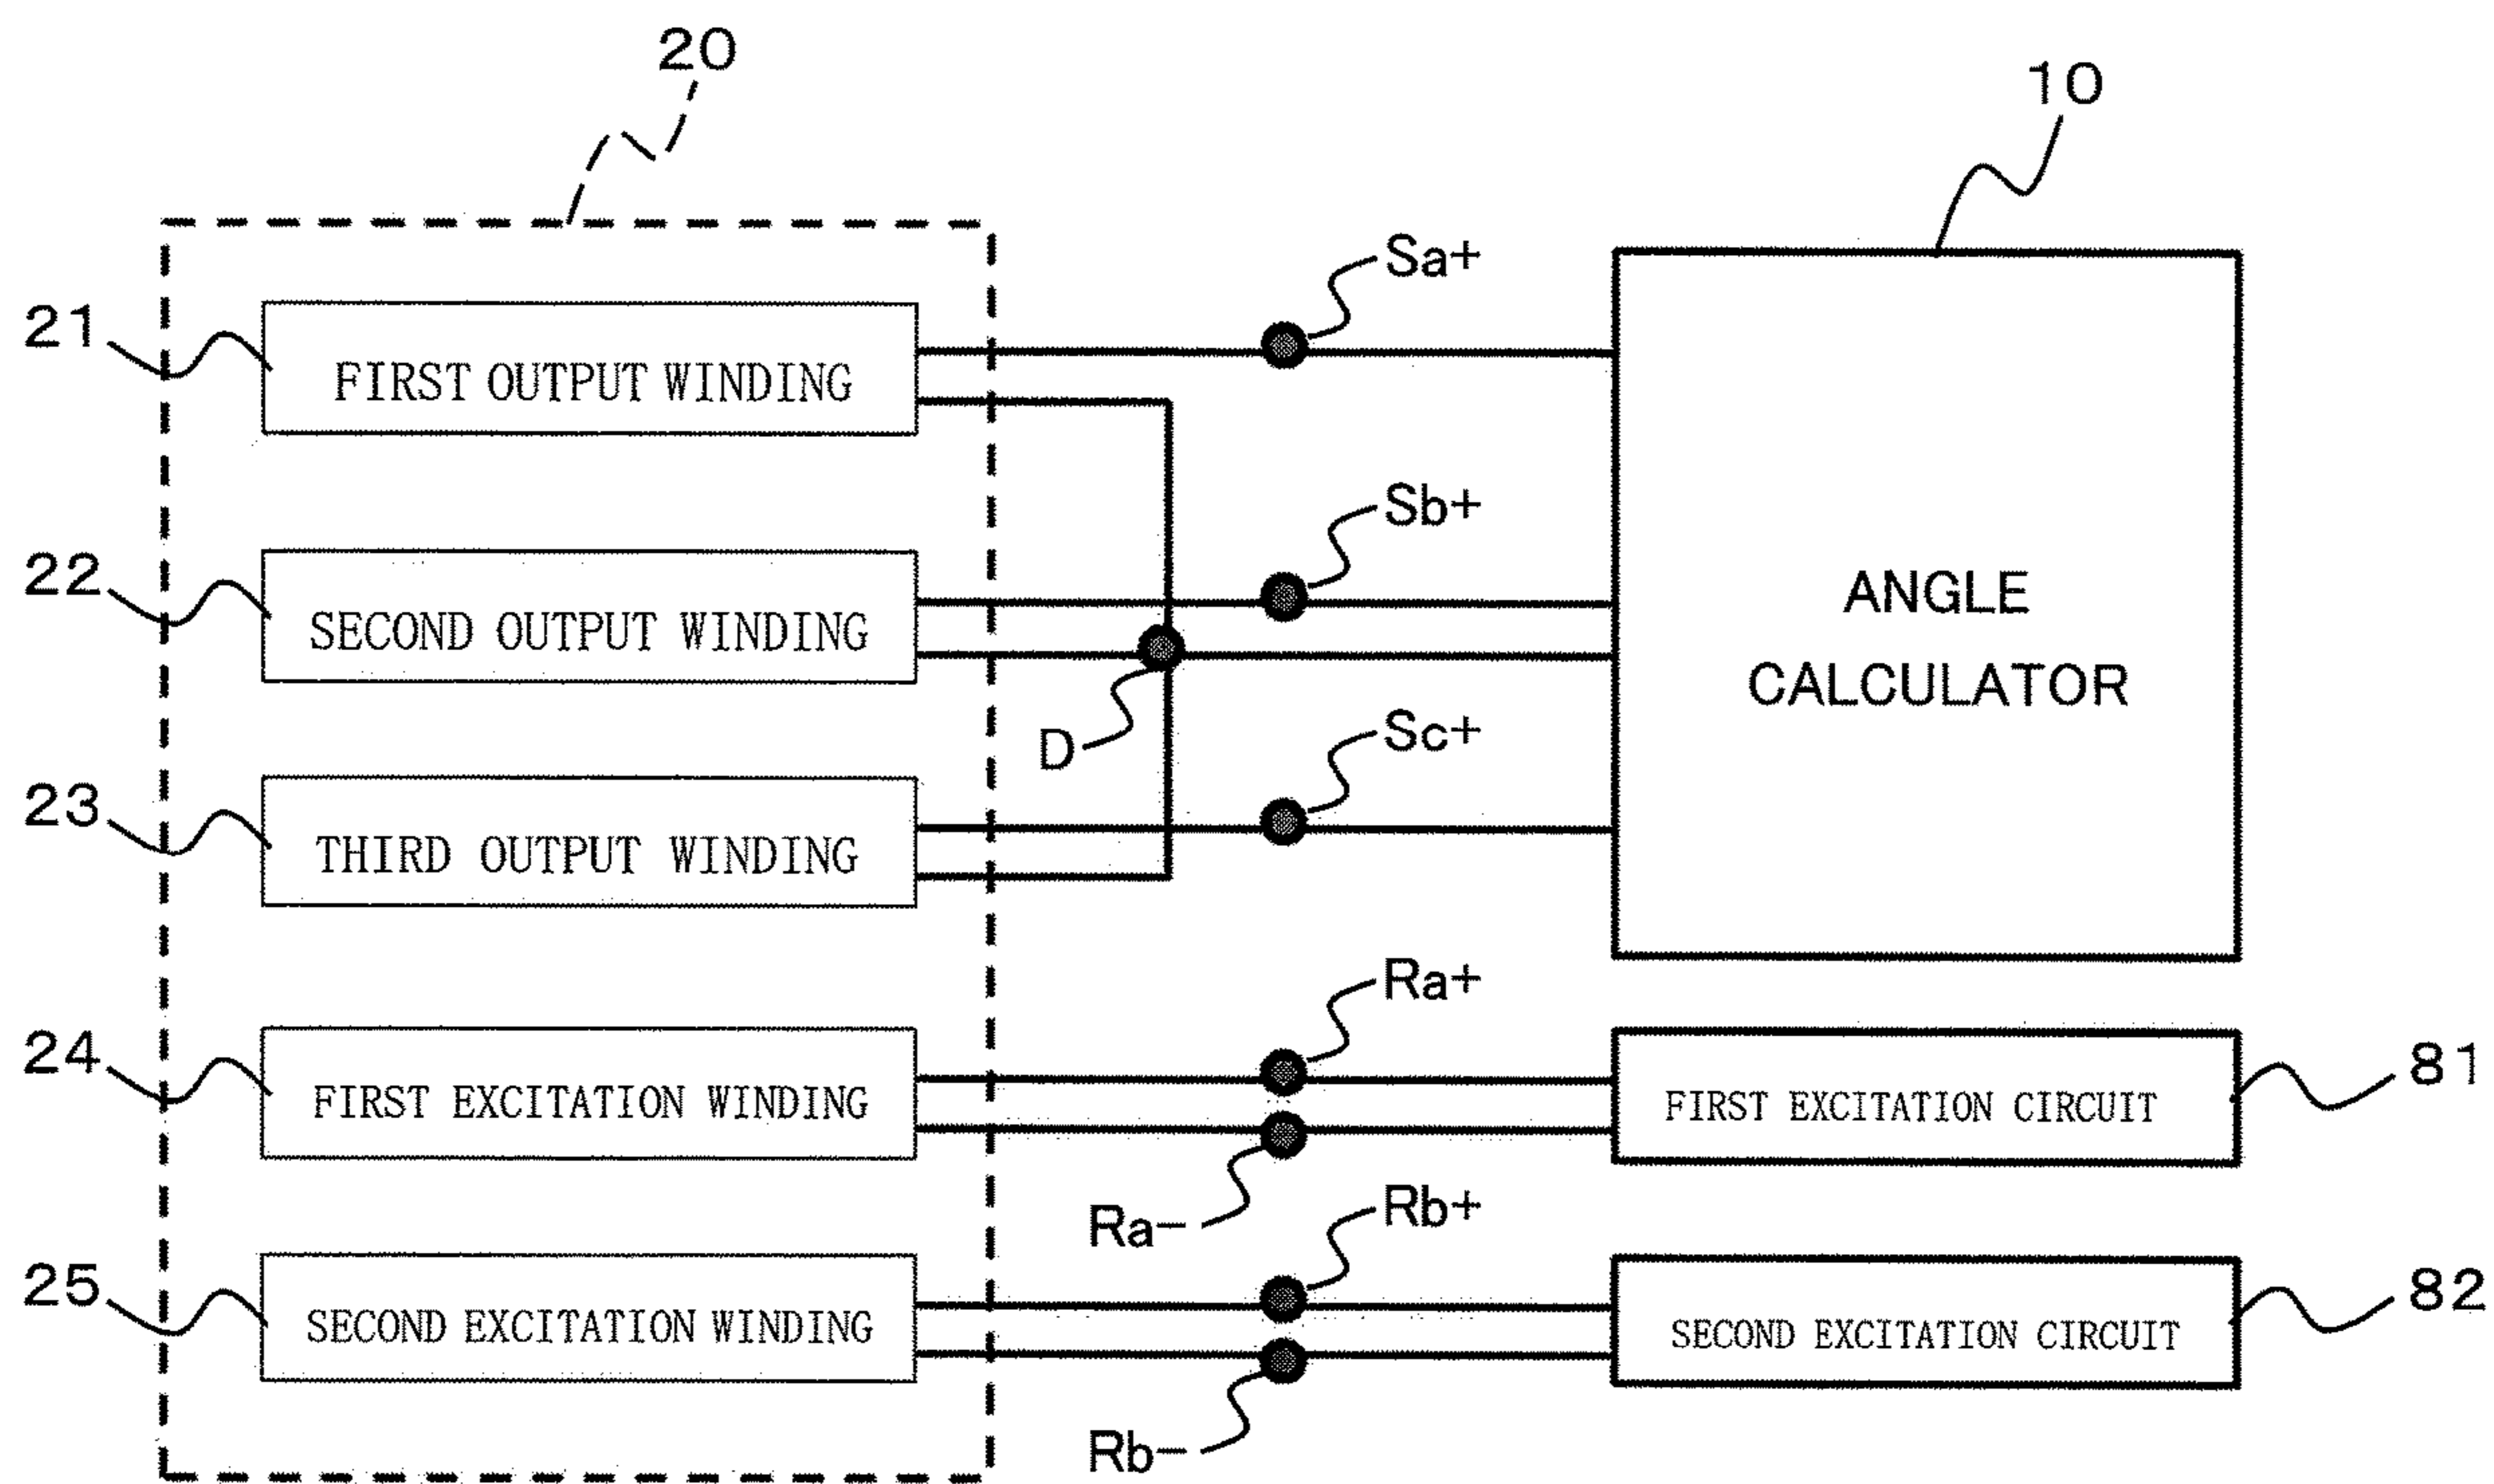 20
10
Sa+
21
FIRST OUTPUT WINDING
Sb+
22
SECOND OUTPUT WINDING
ANGLE
CALCULATOR
D
Sc+
23
THIRD OUTPUT WINDING
Ra+
24
FIRST EXCITATION WINDING
FIRST EXCITATION CIRCUIT
81
Ra-
Rb+
25
SECOND EXCITATION WINDING
SECOND EXCITATION CIRCUIT
82
Rb-